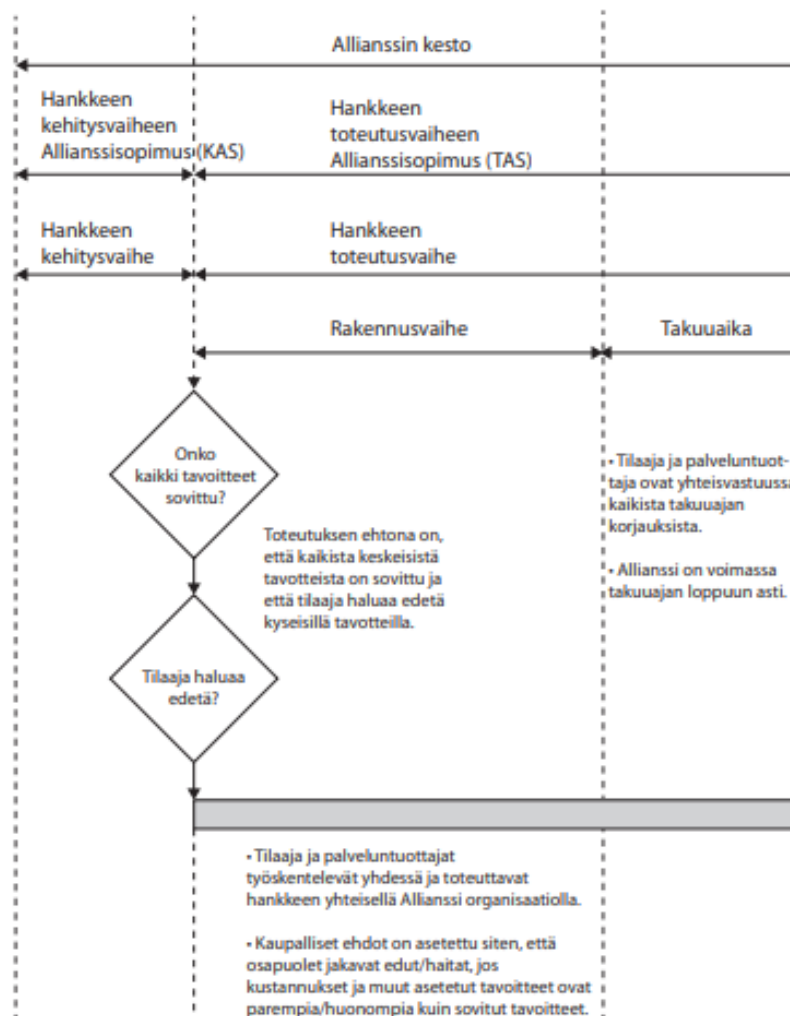 Allianssin kesto
Hankkeen
kehitysvaiheen
Allianssisopimus (KAS)
Hankkeen
toteutusvaiheen
Allianssisopimus (TAS)
Hankkeen
kehitysvaihe
Hankkeen
toteutusvaihe
Rakennusvaihe
Takuuaika
Onko
kaikki tavoitteet
sovittu?
Toteutuksen ehtona on,
että kaikista keskeisistä
tavotteista on sovittu ja
että tilaaja haluaa edetä
kyseisillä tavotteilla.
• Tilaaja ja palveluntuot-
taja ovat yhteisvastuussa
kaikista takuuajan
korjauksista.
• Allianssi on voimassa
takuuajan loppuun asti.
Tilaaja haluaa
edetä?
• Tilaaja ja palveluntuottajat
työskentelevät yhdessä ja toteuttavat
hankkeen yhteisellä Allianssi organisaatiolla.
• Kaupalliset ehdot on asetettu siten, että
osapuolet jakavat edut/haitat, jos
kustannukset ja muut asetetut tavoitteet ovat
parempia/huonompia kuin sovitut tavoitteet.